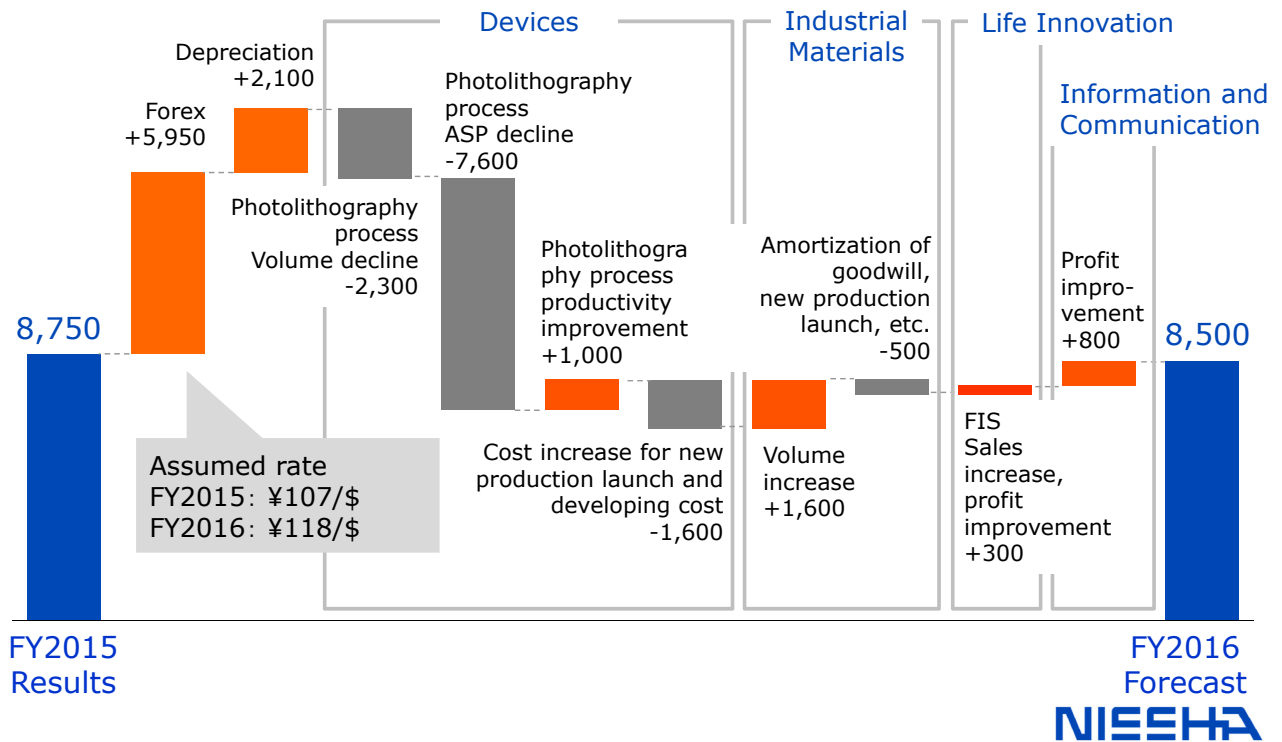 Devices
Industrial
Materials
Life Innovation
Information and
Communication
Depreciation
+2,100
Forex
+5,950
Photolithography
process
ASP decline
-7,600
Photolithography
process
Volume decline
-2,300
Photolithogra
phy process
productivity
improvement
+1,000
Amortization of
goodwill,
new production
launch, etc.
-500
Profit
impro-
vement
+800
8,750
8,500
Assumed rate
FY2015: ¥107/$
FY2016: ¥118/$
Cost increase for new
production launch and
developing cost
-1,600
Volume
increase
+1,600
FIS
Sales
increase,
profit
improvement
+300
FY2015
Results
FY2016
Forecast
NISSHA